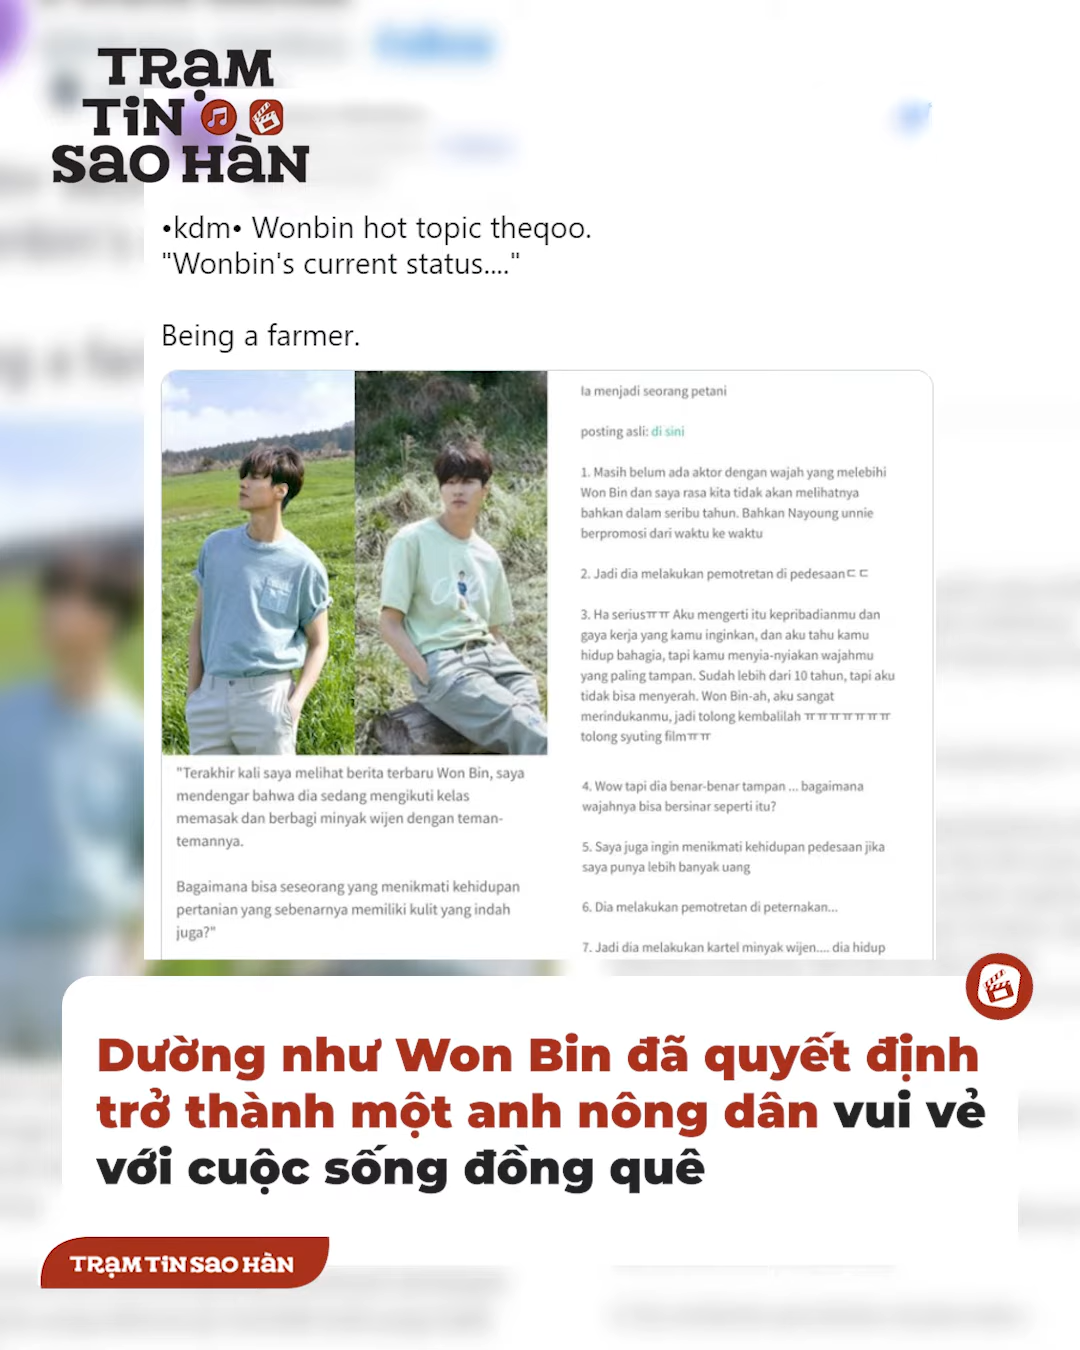 TRẠM
TIN
SAO HÀN
•kdm• Wonbin hot topic theqoo.
"Wonbin's current status...."
Being a farmer.
Ia menjadi seorang petani
posting asli: di sini
1. Masih belum ada aktor dengan wajah yang melebihi
Won Bin dan saya rasa kita tidak akan melihatnya
bahkan dalam seribu tahun. Bahkan Nayoung unnie
berpromosi dari waktu ke waktu
2. Jadi dia melakukan pemotretan di pedesaanㄷㄷ
3. Ha seriusㅠㅠ Aku mengerti itu kepribadianmu dan
gaya kerja yang kamu inginkan, dan aku tahu kamu
hidup bahagia, tapi kamu menyia-nyiakan wajahmu
yang paling tampan. Sudah lebih dari 10 tahun, tapi aku
tidak bisa menyerah. Won Bin-ah, aku sangat
merindukanmu, jadi tolong kembalilah ㅠㅠㅠㅠㅠㅠㅠ
tolong syuting filmㅠㅠ
4. Wow tapi dia benar-benar tampan ... bagaimana
wajahnya bisa bersinar seperti itu?
5. Saya juga ingin menikmati kehidupan pedesaan jika
saya punya lebih banyak uang
6. Dia melakukan pemotretan di peternakan...
7. Jadi dia melakukan kartel minyak wijen.... dia hidup
"Terakhir kali saya melihat berita terbaru Won Bin, saya
mendengar bahwa dia sedang mengikuti kelas
memasak dan berbagi minyak wijen dengan teman-
temannya.
Bagaimana bisa seseorang yang menikmati kehidupan
pertanian yang sebenarnya memiliki kulit yang indah
juga?"
Dường như Won Bin đã quyết định
trở thành một anh nông dân vui vẻ
với cuộc sống đồng quê
TRẠM TIN SAO HÀN